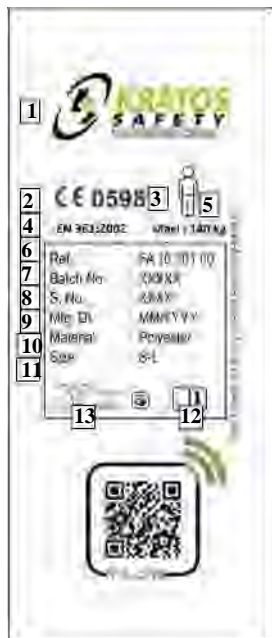 1 KRATOS
SAFETY
2 CE 0598 3 5
4 EN 361:2002 User : 140 kg
6 Ref. FA 10 101 00
7 Batch No XXXXX
8 S. No. XXXX
9 Mfg. Dt. MM/YYYY
10 Material Polyester
11 Size S-L
13 12